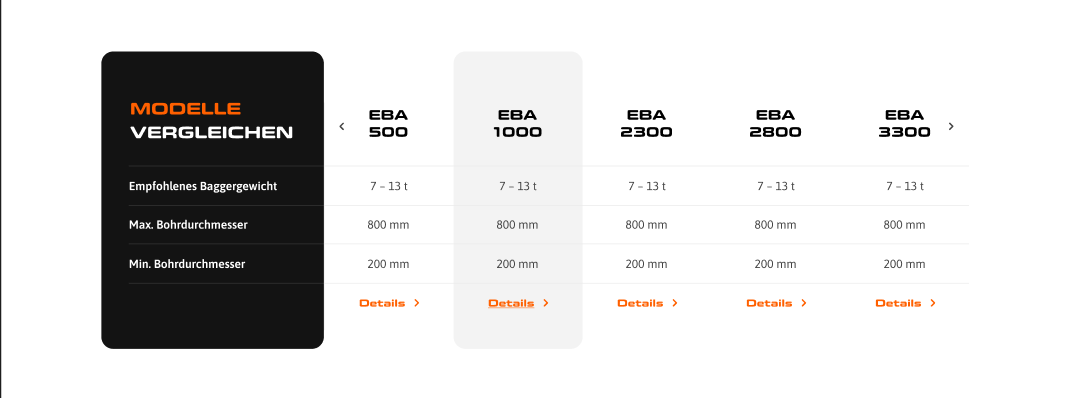 MODELLE
VERGLEICHEN
EBA
500
EBA
1000
EBA
2300
EBA
2800
EBA
3300
Empfohlenes Baggergewicht 7 – 13 t 7 – 13 t 7 – 13 t 7 – 13 t 7 – 13 t
Max. Bohrdurchmesser 800 mm 800 mm 800 mm 800 mm 800 mm
Min. Bohrdurchmesser 200 mm 200 mm 200 mm 200 mm 200 mm
Details Details Details Details Details